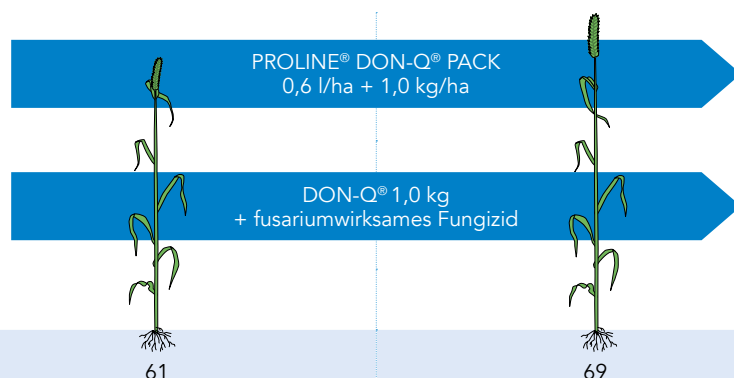 PROLINE® DON-Q® PACK
0,6 l/ha + 1,0 kg/ha
DON-Q® 1,0 kg
+ fusariumwirksames Fungizid
61
69